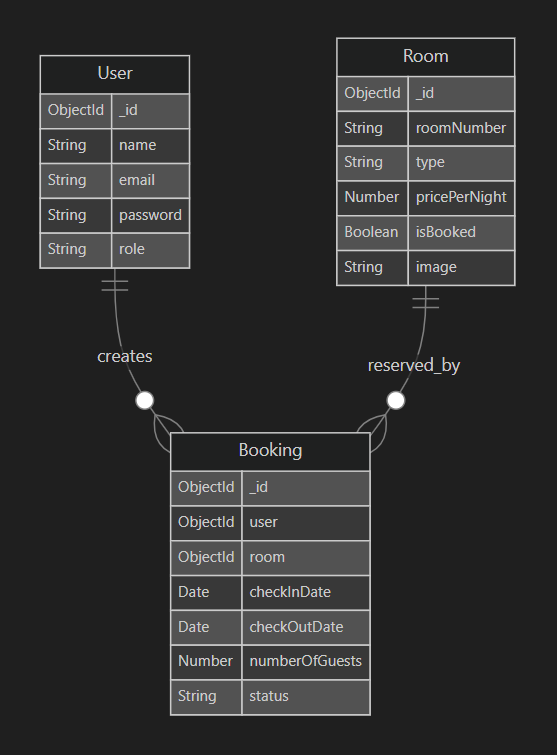 User
ObjectId _id
String name
String email
String password
String role
Room
ObjectId _id
String roomNumber
String type
Number pricePerNight
Boolean isBooked
String image
creates
reserved_by
Booking
ObjectId _id
ObjectId user
ObjectId room
Date checkInDate
Date checkOutDate
Number numberOfGuests
String status